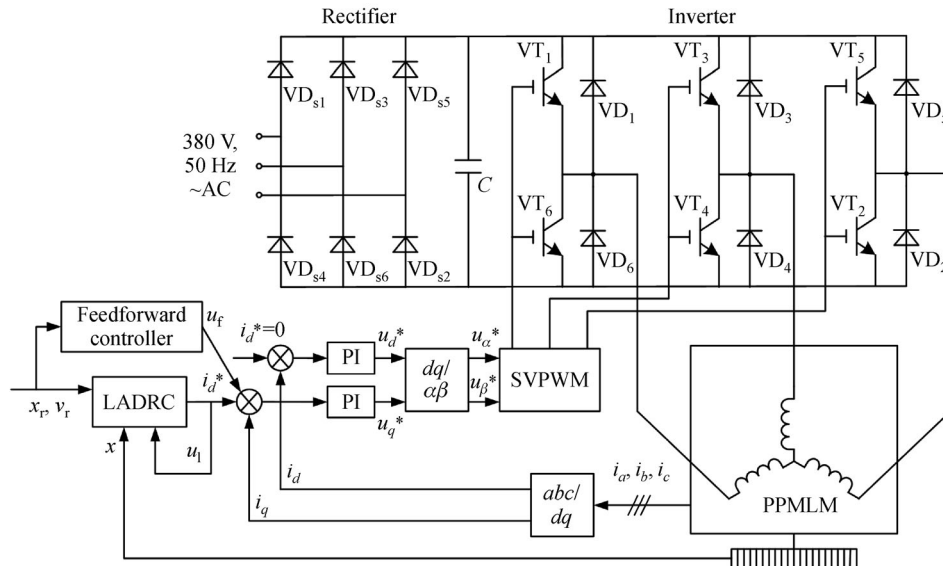 Rectifier
Inverter
VT1
VT3
VT5
VDs1
VDs3
VDs5
VD1
VD3
380 V,
50 Hz
~AC
C
VT6
VT4
VT2
VDs4
VDs6
VDs2
VD6
VD4
VD2
Feedforward
controller
uf
id*=0
PI
ud*
dq/
αβ
uα*
uβ*
SVPWM
xr, vr
LADRC
id*
PI
uq*
x
ul
id
iq
abc/
dq
ia, ib, ic
PPMLM